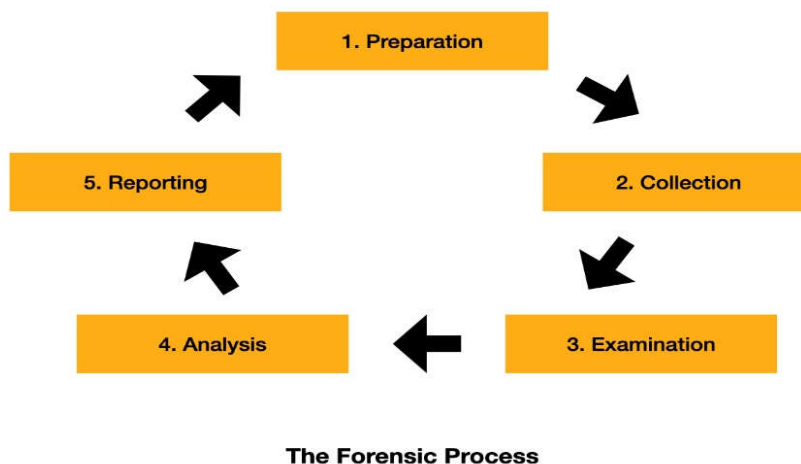 1. Preparation
2. Collection
3. Examination
4. Analysis
5. Reporting
The Forensic Process